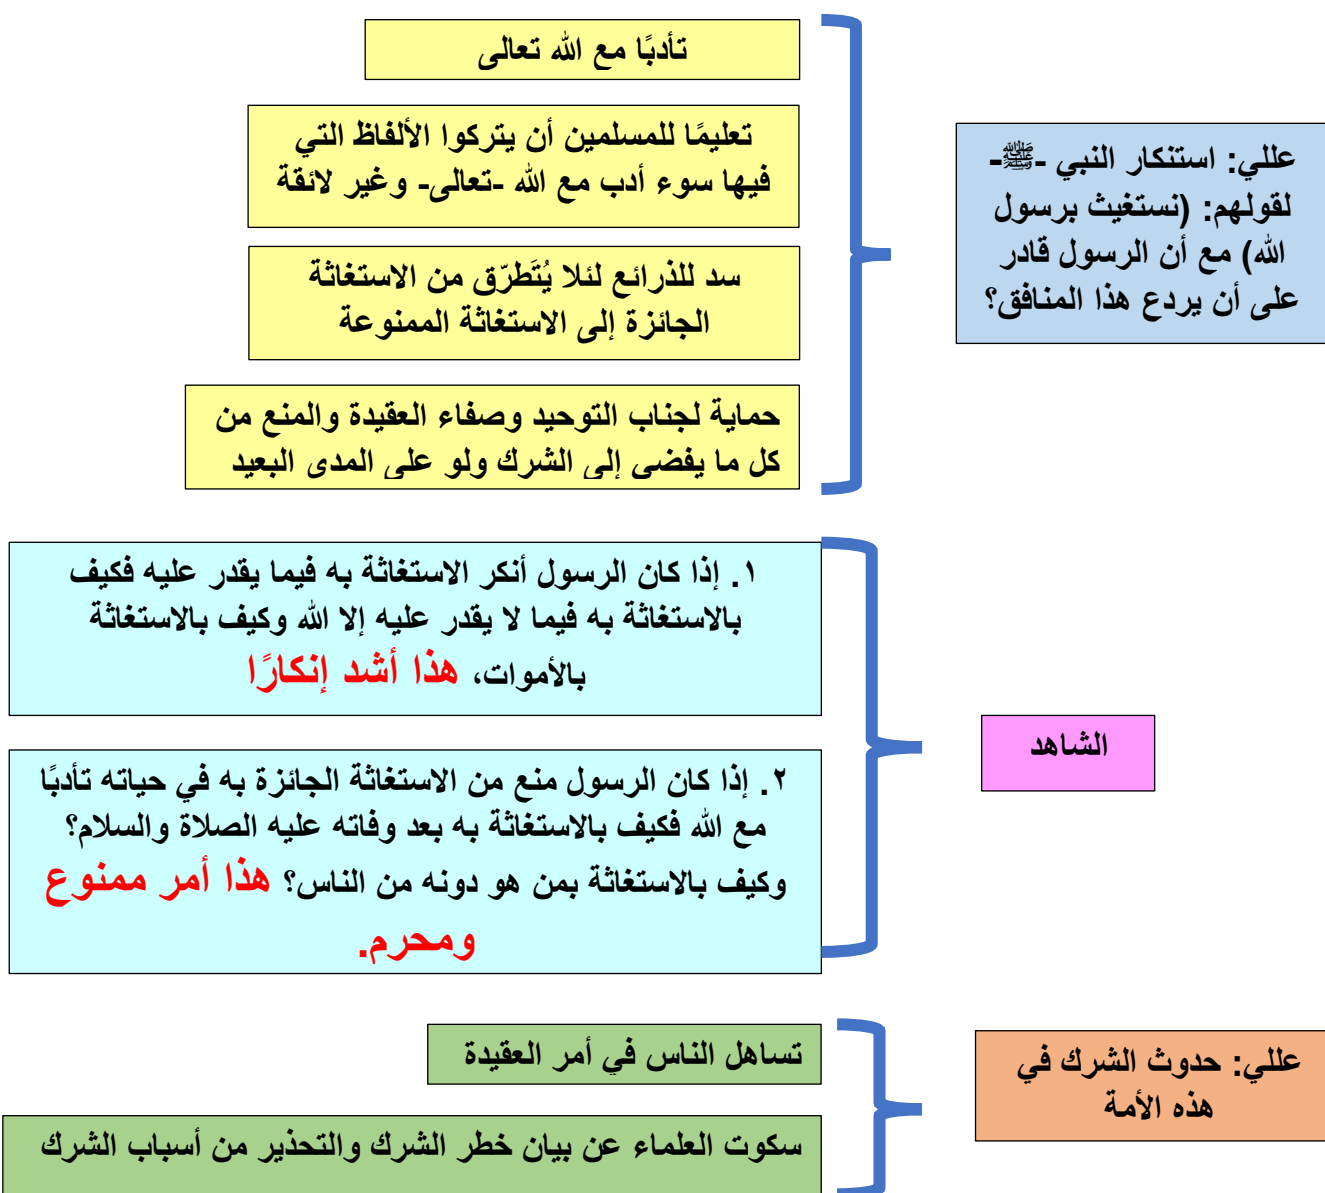 عللي: استنكار النبي -ﷺ-
لقولهم: (نستغيث برسول
الله) مع أن الرسول قادر
على أن يردع هذا المنافق؟
تأدبًا مع الله تعالى
تعليمًا للمسلمين أن يتركوا الألفاظ التي
فيها سوء أدب مع الله -تعالى- وغير لائقة
سد للذرائع لئلا يُتَطرّق من الاستغاثة
الجائزة إلى الاستغاثة الممنوعة
حماية لجناب التوحيد وصفاء العقيدة والمنع من
كل ما يفضي إلى الشرك ولو على المدى البعيد
الشاهد
١. إذا كان الرسول أنكر الاستغاثة به فيما يقدر عليه فكيف
بالاستغاثة به فيما لا يقدر عليه إلا الله وكيف بالاستغاثة
بالأموات، هذا أشد إنكارًا
٢. إذا كان الرسول منع من الاستغاثة الجائزة به في حياته تأدبًا
مع الله فكيف بالاستغاثة به بعد وفاته عليه الصلاة والسلام؟
وكيف بالاستغاثة بمن هو دونه من الناس؟ هذا أمر ممنوع
ومحرم.
عللي: حدوث الشرك في
هذه الأمة
تساهل الناس في أمر العقيدة
سكوت العلماء عن بيان خطر الشرك والتحذير من أسباب الشرك